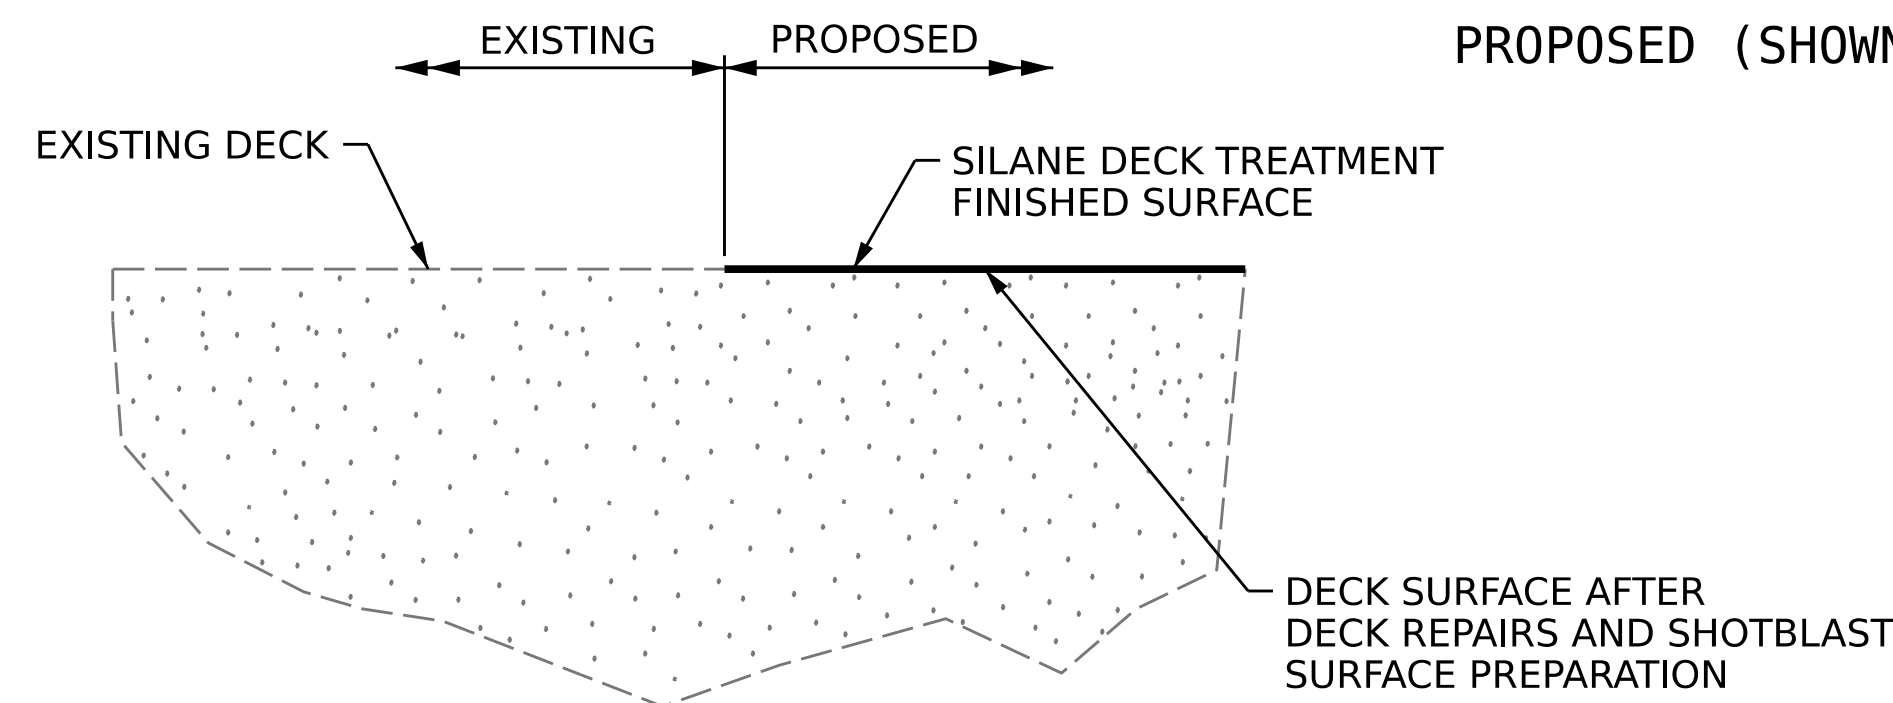 EXISTING
PROPOSED
PROPOSED (SHOWN
EXISTING DECK
SILANE DECK TREATMENT
FINISHED SURFACE
DECK SURFACE AFTER
DECK REPAIRS AND SHOTBLAST
SURFACE PREPARATION